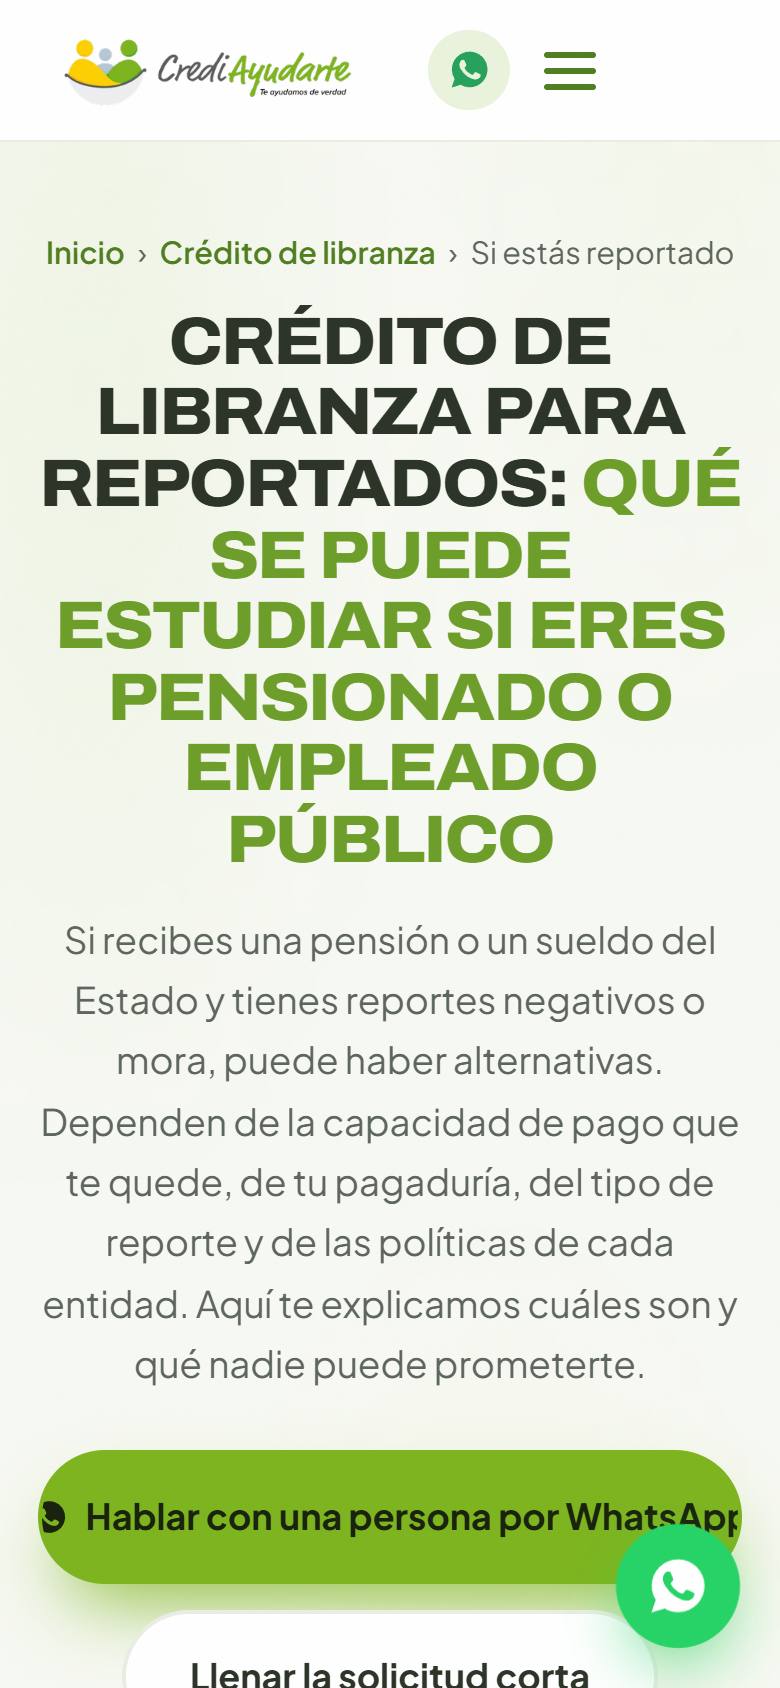 CrediAyudarte
Te ayudamos de verdad
Inicio › Crédito de libranza › Si estás reportado
CRÉDITO DE
LIBRANZA PARA
REPORTADOS: QUÉ
SE PUEDE
ESTUDIAR SI ERES
PENSIONADO O
EMPLEADO
PÚBLICO
Si recibes una pensión o un sueldo del
Estado y tienes reportes negativos o
mora, puede haber alternativas.
Dependen de la capacidad de pago que
te quede, de tu pagaduría, del tipo de
reporte y de las políticas de cada
entidad. Aquí te explicamos cuáles son y
qué nadie puede prometerte.
Hablar con una persona por WhatsApp
Llenar la solicitud corta